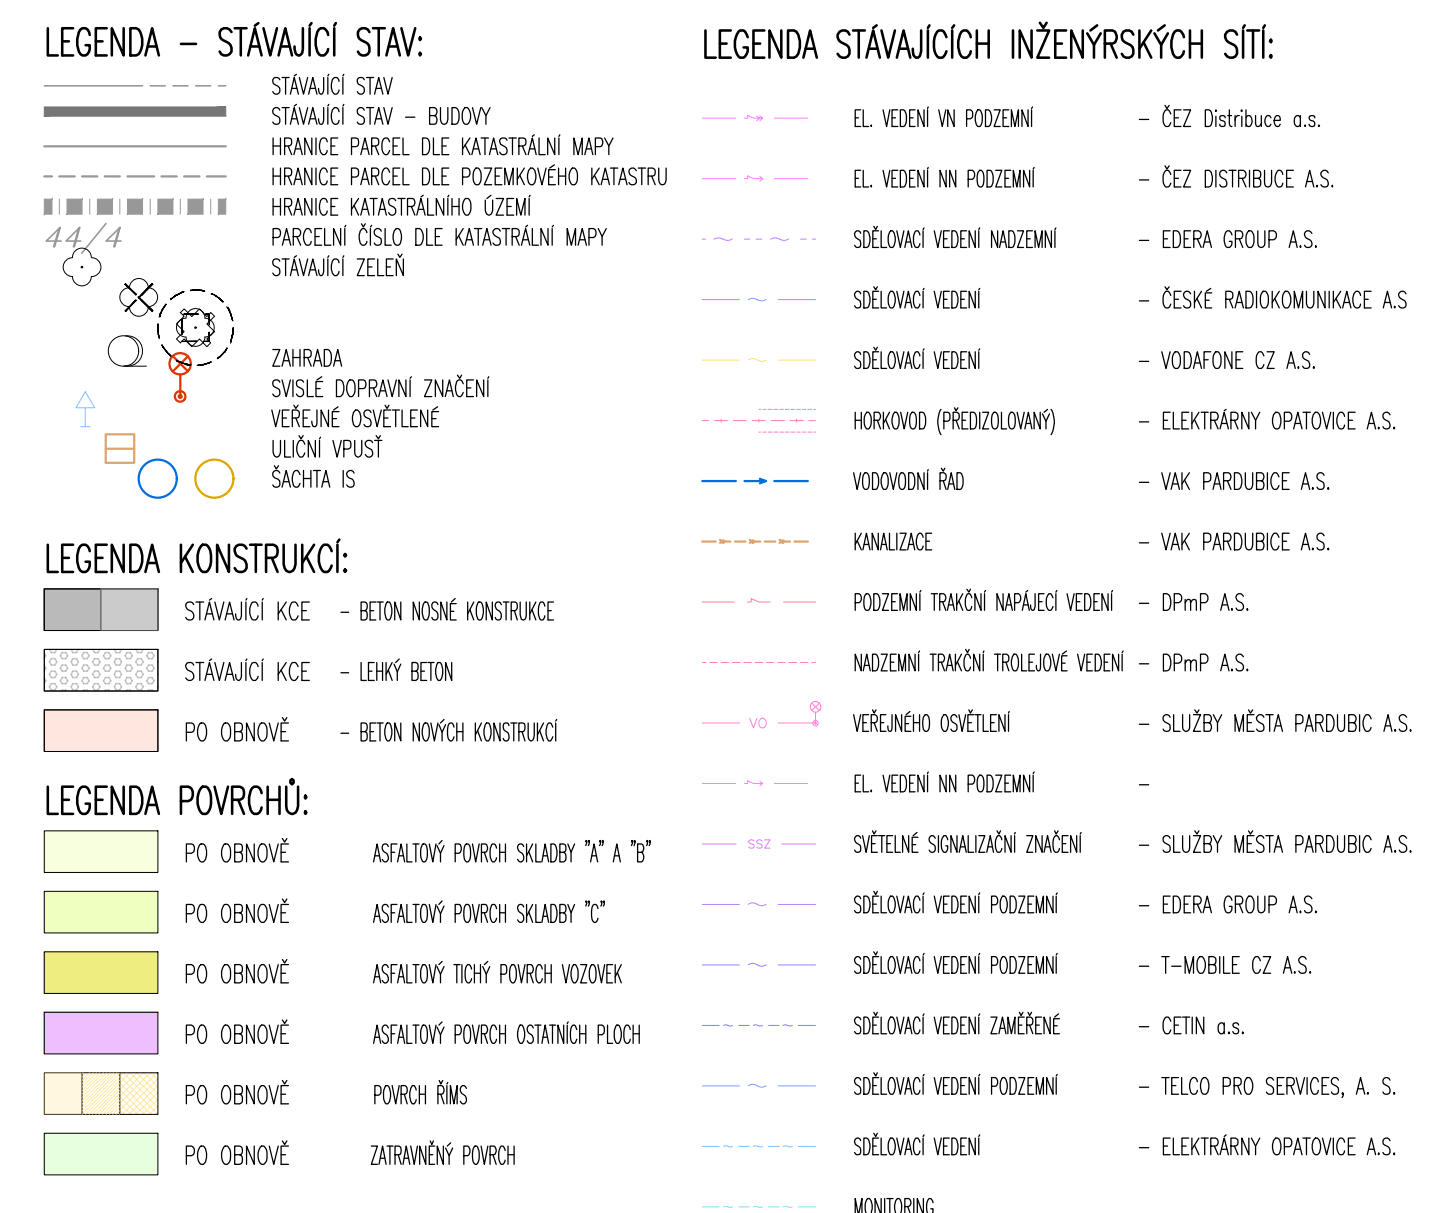 LEGENDA – STÁVAJÍCÍ STAV:
STÁVAJÍCÍ STAV
STÁVAJÍCÍ STAV – BUDOVY
HRANICE PARCEL DLE KATASTRÁLNÍ MAPY
HRANICE PARCEL DLE POZEMKOVÉHO KATASTRU
HRANICE KATASTRÁLNÍHO ÚZEMÍ
44/4 PARCELNÍ ČÍSLO DLE KATASTRÁLNÍ MAPY
STÁVAJÍCÍ ZELEŇ
ZAHRADA
SVISLÉ DOPRAVNÍ ZNAČENÍ
VEŘEJNÉ OSVĚTLENÉ
ULIČNÍ VPUSŤ
ŠACHTA IS
LEGENDA KONSTRUKCÍ:
STÁVAJÍCÍ KCE – BETON NOSNÉ KONSTRUKCE
STÁVAJÍCÍ KCE – LEHKÝ BETON
PO OBNOVĚ – BETON NOVÝCH KONSTRUKCÍ
LEGENDA POVRCHŮ:
PO OBNOVĚ ASFALTOVÝ POVRCH SKLADBY "A" A "B"
PO OBNOVĚ ASFALTOVÝ POVRCH SKLADBY "C"
PO OBNOVĚ ASFALTOVÝ TICHÝ POVRCH VOZOVEK
PO OBNOVĚ ASFALTOVÝ POVRCH OSTATNÍCH PLOCH
PO OBNOVĚ POVRCH ŘÍMS
PO OBNOVĚ ZATRAVNĚNÝ POVRCH
LEGENDA STÁVAJÍCÍCH INŽENÝRSKÝCH SÍTÍ:
EL. VEDENÍ VN PODZEMNÍ – ČEZ Distribuce a.s.
EL. VEDENÍ NN PODZEMNÍ – ČEZ DISTRIBUCE A.S.
SDĚLOVACÍ VEDENÍ NADZEMNÍ – EDERA GROUP A.S.
SDĚLOVACÍ VEDENÍ – ČESKÉ RADIOKOMUNIKACE A.S
SDĚLOVACÍ VEDENÍ – VODAFONE CZ A.S.
HORKOVOD (PŘEDIZOLOVANÝ) – ELEKTRÁRNY OPATOVICE A.S.
VODOVODNÍ ŘAD – VAK PARDUBICE A.S.
KANALIZACE – VAK PARDUBICE A.S.
PODZEMNÍ TRAKČNÍ NAPÁJECÍ VEDENÍ – DPmP A.S.
NADZEMNÍ TRAKČNÍ TROLEJOVÉ VEDENÍ – DPmP A.S.
VO VEŘEJNÉHO OSVĚTLENÍ – SLUŽBY MĚSTA PARDUBIC A.S.
EL. VEDENÍ NN PODZEMNÍ –
SSZ SVĚTELNÉ SIGNALIZAČNÍ ZNAČENÍ – SLUŽBY MĚSTA PARDUBIC A.S.
SDĚLOVACÍ VEDENÍ PODZEMNÍ – EDERA GROUP A.S.
SDĚLOVACÍ VEDENÍ PODZEMNÍ – T–MOBILE CZ A.S.
SDĚLOVACÍ VEDENÍ ZAMĚŘENÉ – CETIN a.s.
SDĚLOVACÍ VEDENÍ PODZEMNÍ – TELCO PRO SERVICES, A. S.
SDĚLOVACÍ VEDENÍ – ELEKTRÁRNY OPATOVICE A.S.
MONITORING